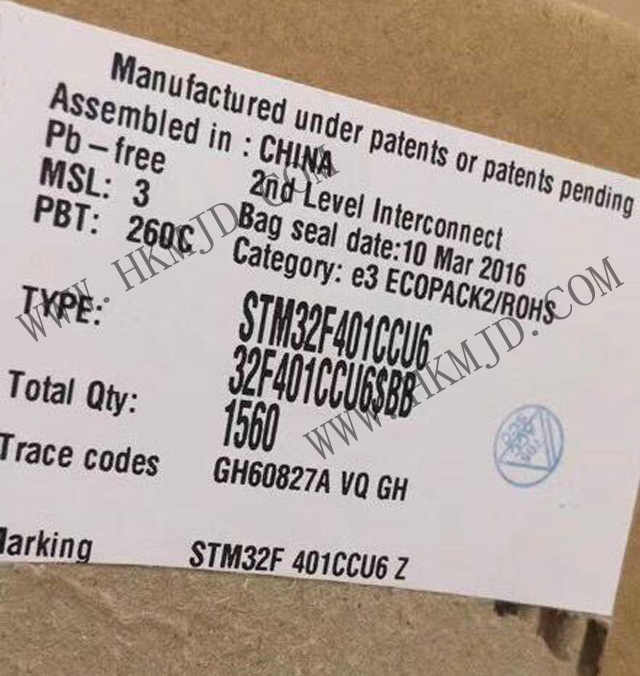 Manufactured under patents or patents pending
Assembled in : CHINA
Pb-free 2nd Level Interconnect
MSL: 3 Bag seal date:10 Mar 2016
PBT: 260C Category: e3 ECOPACK2/ROHS
TYPE: STM32F401CCU6
32F401CCU6$BB
Total Qty: 1560
Trace codes GH60827A VQ GH
arking STM32F 401CCU6 Z
WWW.HKMJD.COM
WWW.HKMJD.COM